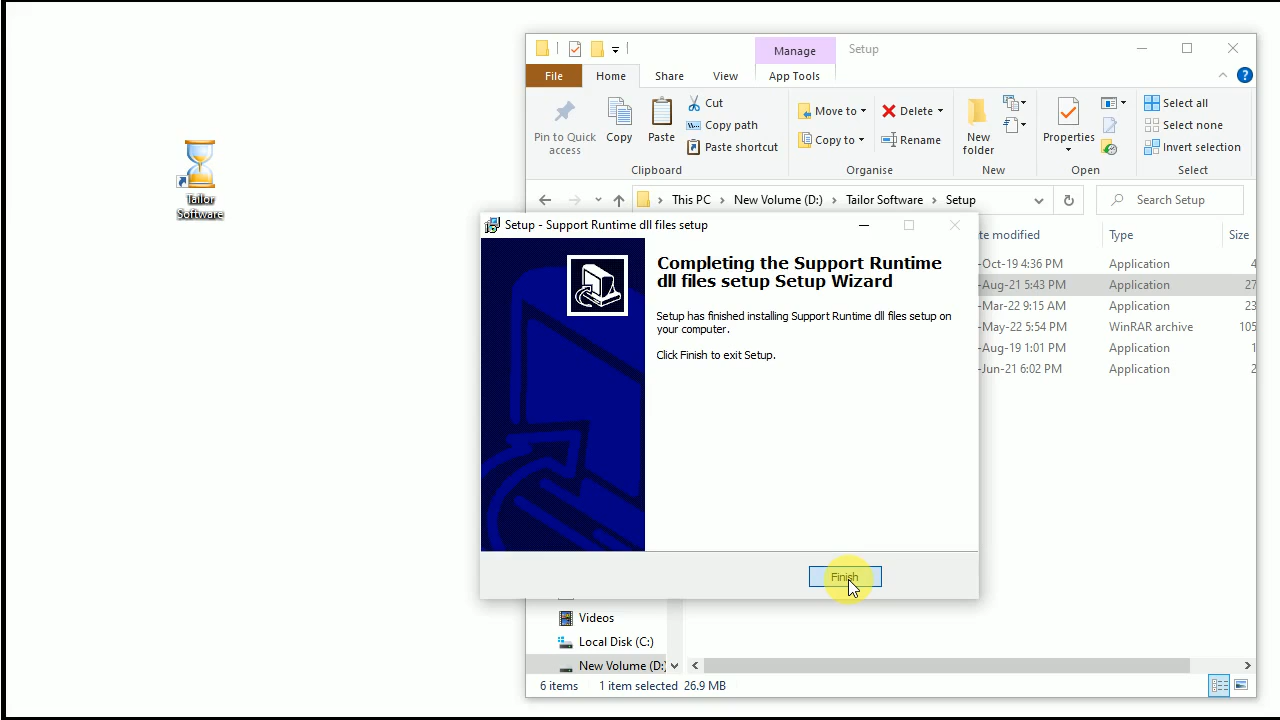 Tailor
Software
Manage
Setup
File
Home
Share
View
App Tools
Pin to Quick
access
Copy
Paste
Cut
Copy path
Paste shortcut
Clipboard
Move to
Copy to
Delete
Rename
Organise
New
folder
New
Properties
Open
Select all
Select none
Invert selection
Select
This PC > New Volume (D:) > Tailor Software > Setup
Search Setup
te modified
Type
Size
-Oct-19 4:36 PM Application 4
-Aug-21 5:43 PM Application 27
-Mar-22 9:15 AM Application 23
-May-22 5:54 PM WinRAR archive 105
-Aug-19 1:01 PM Application 1
-Jun-21 6:02 PM Application 2
Setup - Support Runtime dll files setup
Completing the Support Runtime
dll files setup Setup Wizard
Setup has finished installing Support Runtime dll files setup on
your computer.
Click Finish to exit Setup.
Finish
Videos
Local Disk (C:)
New Volume (D:)
6 items 1 item selected 26.9 MB